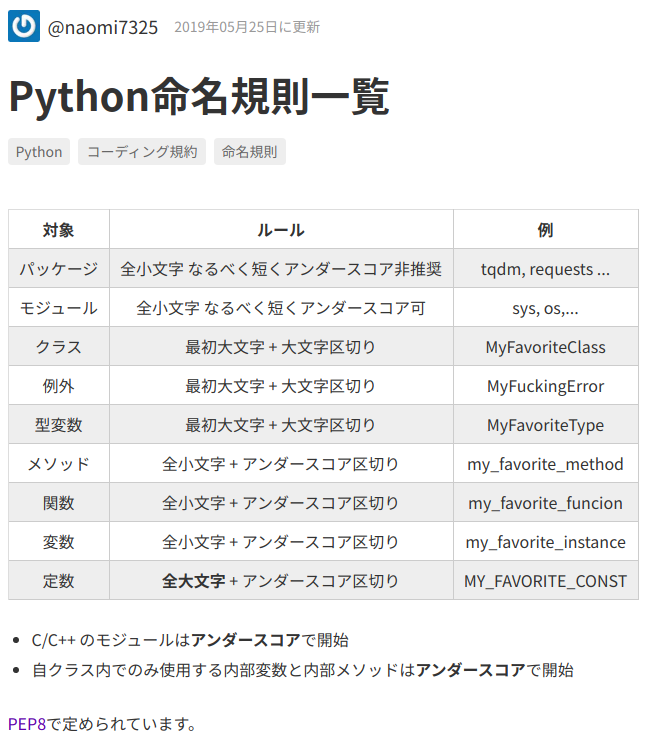 @naomi7325 2019年05月25日に更新
Python命名規則一覧
Python コーディング規約 命名規則
対象 ルール 例
パッケージ 全小文字 なるべく短くアンダースコア非推奨 tqdm, requests ...
モジュール 全小文字 なるべく短くアンダースコア可 sys, os,...
クラス 最初大文字 + 大文字区切り MyFavoriteClass
例外 最初大文字 + 大文字区切り MyFuckingError
型変数 最初大文字 + 大文字区切り MyFavoriteType
メソッド 全小文字 + アンダースコア区切り my_favorite_method
関数 全小文字 + アンダースコア区切り my_favorite_funcion
変数 全小文字 + アンダースコア区切り my_favorite_instance
定数 全大文字 + アンダースコア区切り MY_FAVORITE_CONST
C/C++ のモジュールはアンダースコアで開始
自クラス内でのみ使用する内部変数と内部メソッドはアンダースコアで開始
PEP8で定められています。